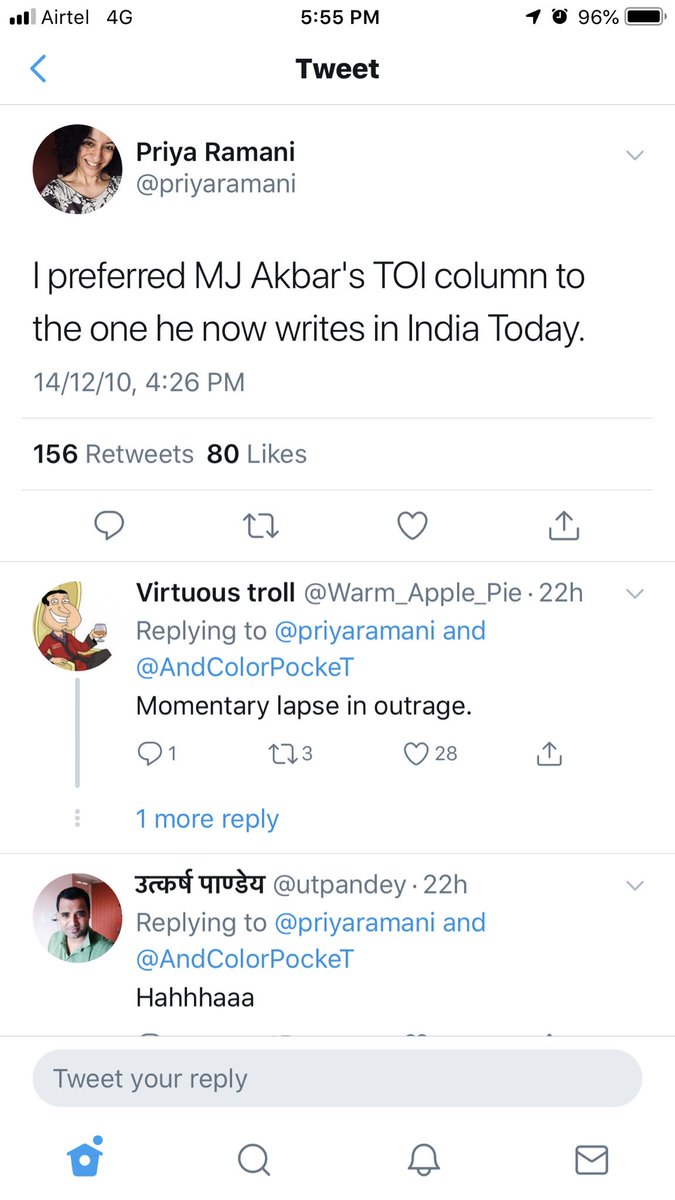 Airtel 4G 5:55 PM 96%
Tweet
Priya Ramani
@priyaramani
I preferred MJ Akbar's TOI column to
the one he now writes in India Today.
14/12/10, 4:26 PM
156 Retweets 80 Likes
Virtuous troll @Warm_Apple_Pie · 22h
Replying to @priyaramani and
@AndColorPockeT
Momentary lapse in outrage.
1 3 28
1 more reply
उत्कर्ष पाण्डेय @utpandey · 22h
Replying to @priyaramani and
@AndColorPockeT
Hahhhaaa
Tweet your reply